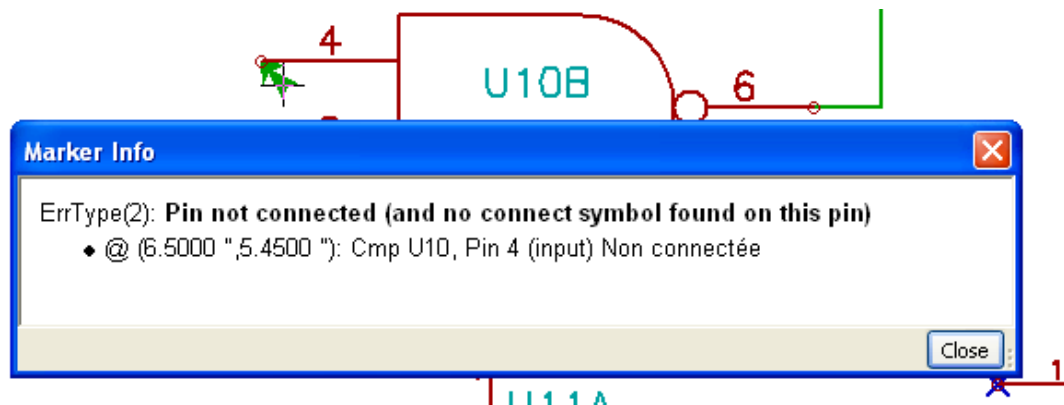 4
U10B
6
Marker Info
ErrType(2): Pin not connected (and no connect symbol found on this pin)
@ (6.5000 ",5.4500 "): Cmp U10, Pin 4 (input) Non connectée
Close
1
U11A